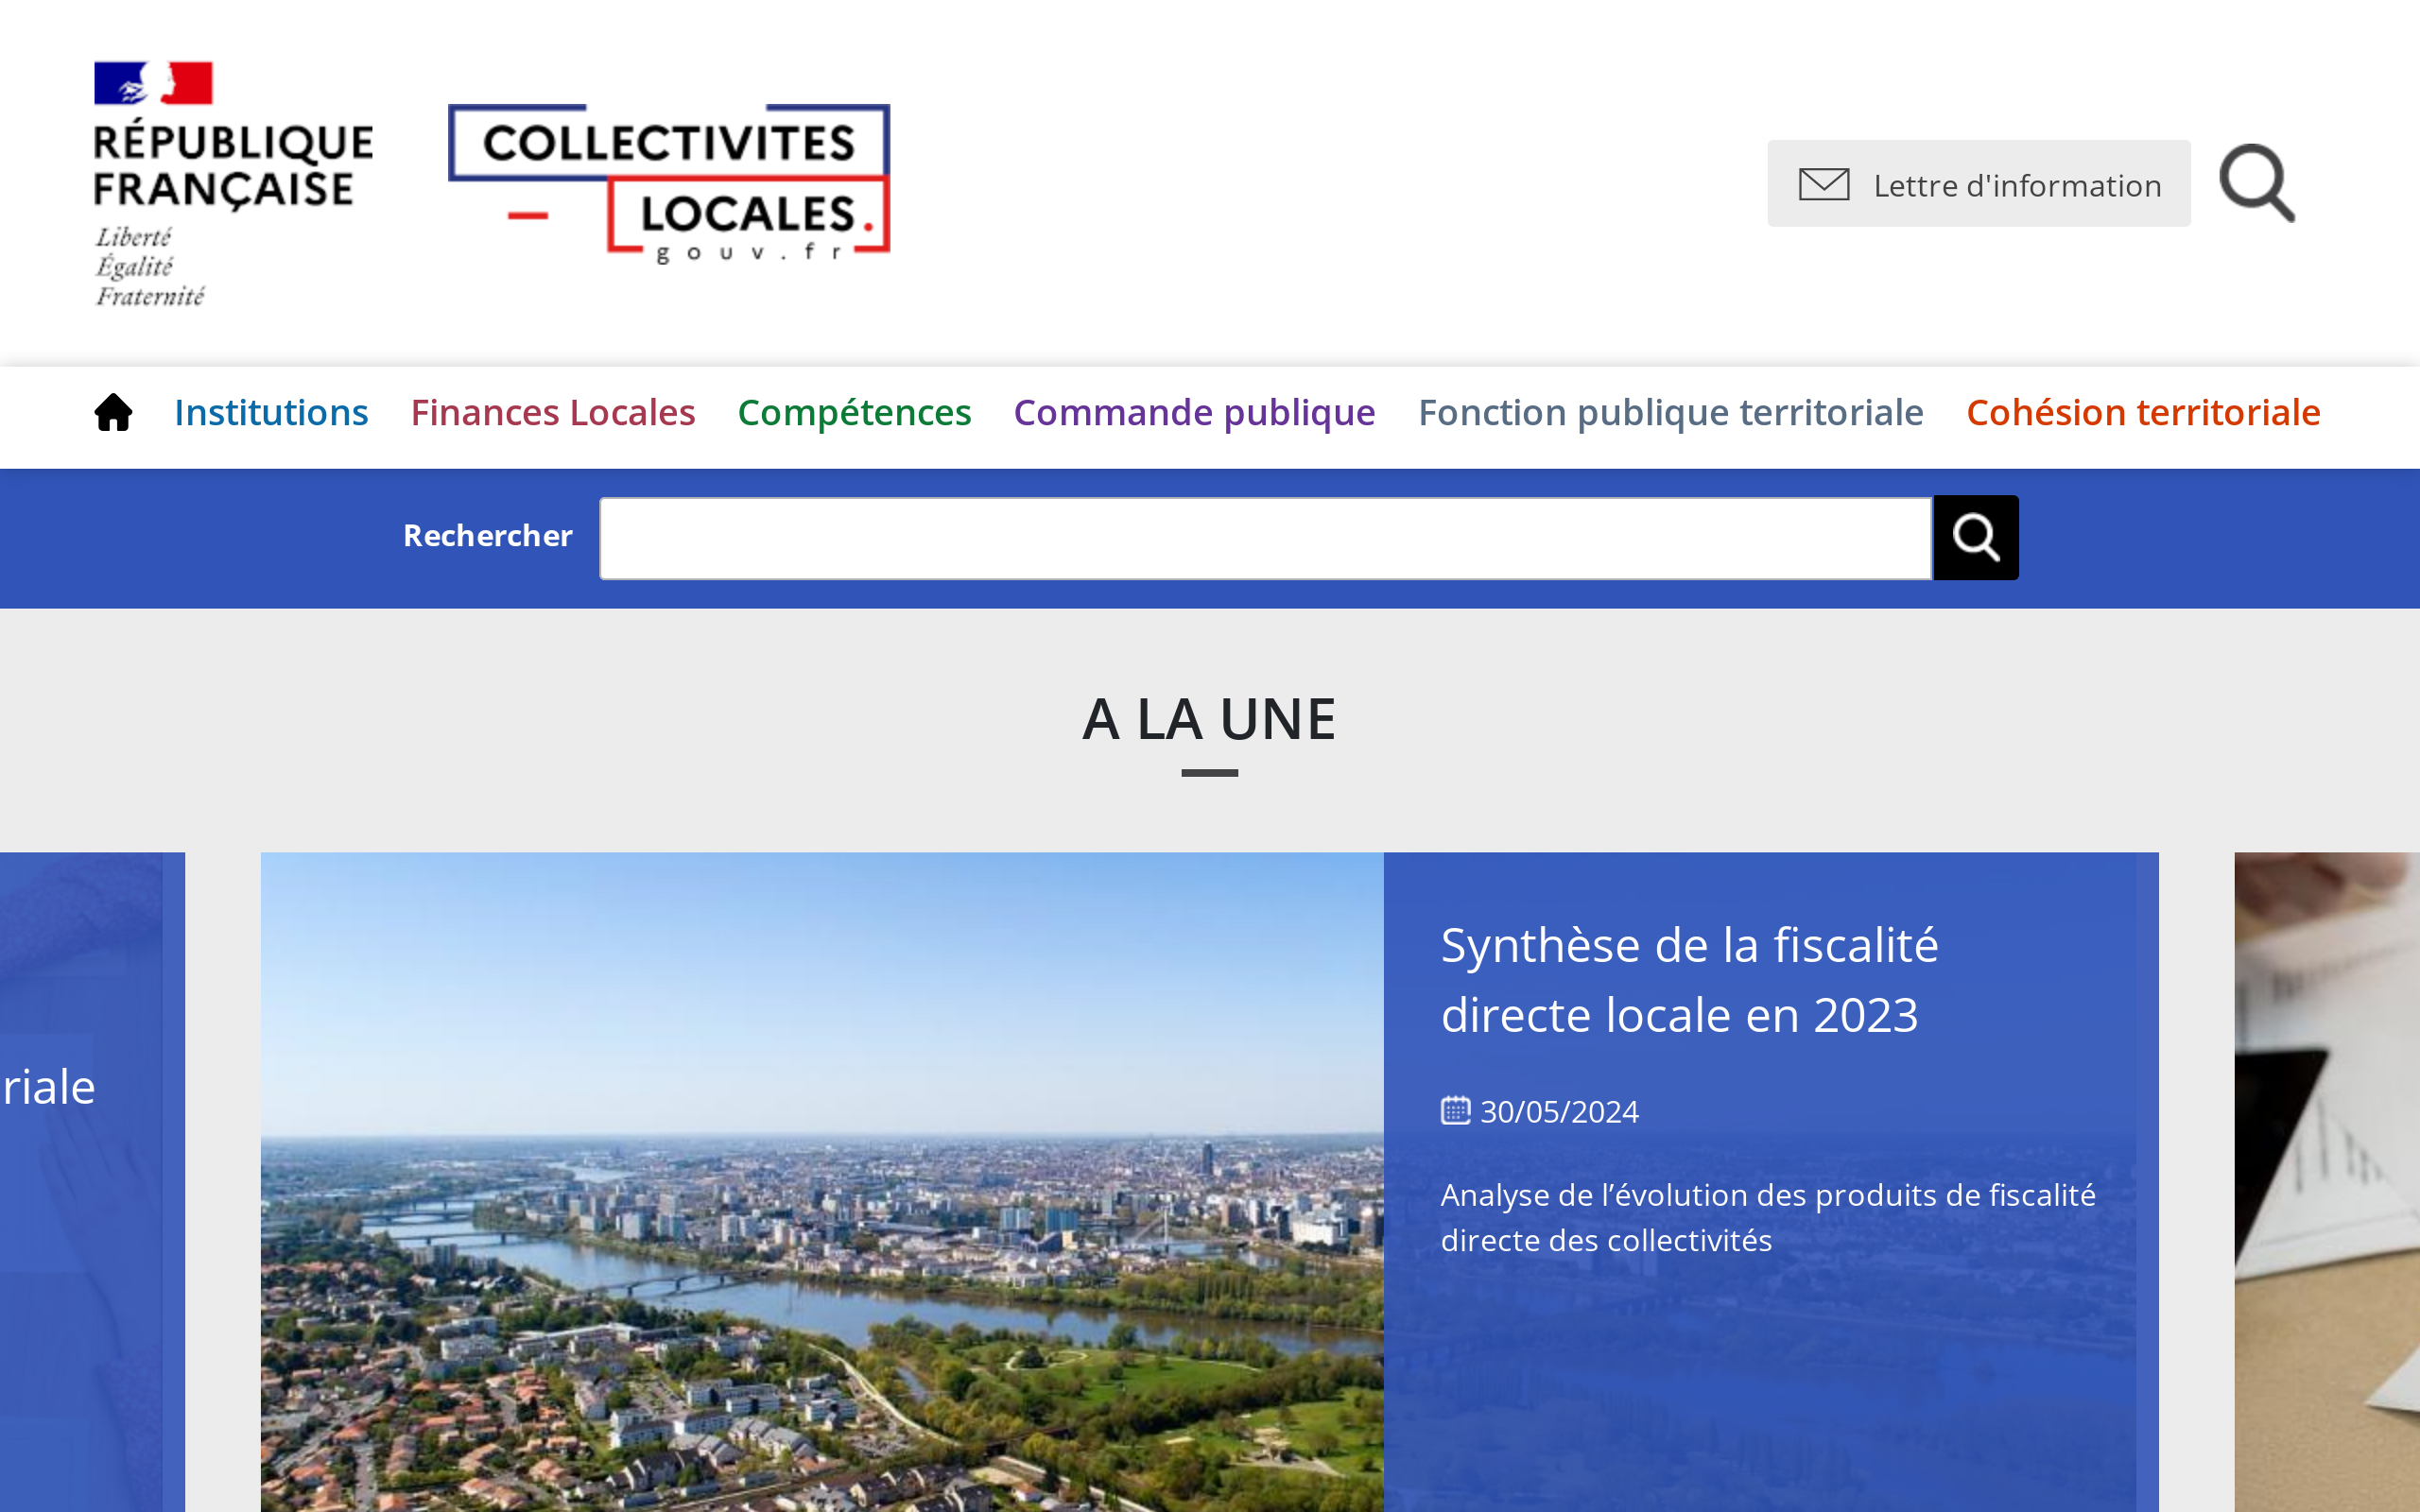 RÉPUBLIQUE
FRANÇAISE
Liberté
Égalité
Fraternité
COLLECTIVITES
LOCALES.
gouv.fr
Lettre d'information
Institutions Finances Locales Compétences Commande publique Fonction publique territoriale Cohésion territoriale
Rechercher
A LA UNE
riale
Synthèse de la fiscalité
directe locale en 2023
30/05/2024
Analyse de l’évolution des produits de fiscalité
directe des collectivités